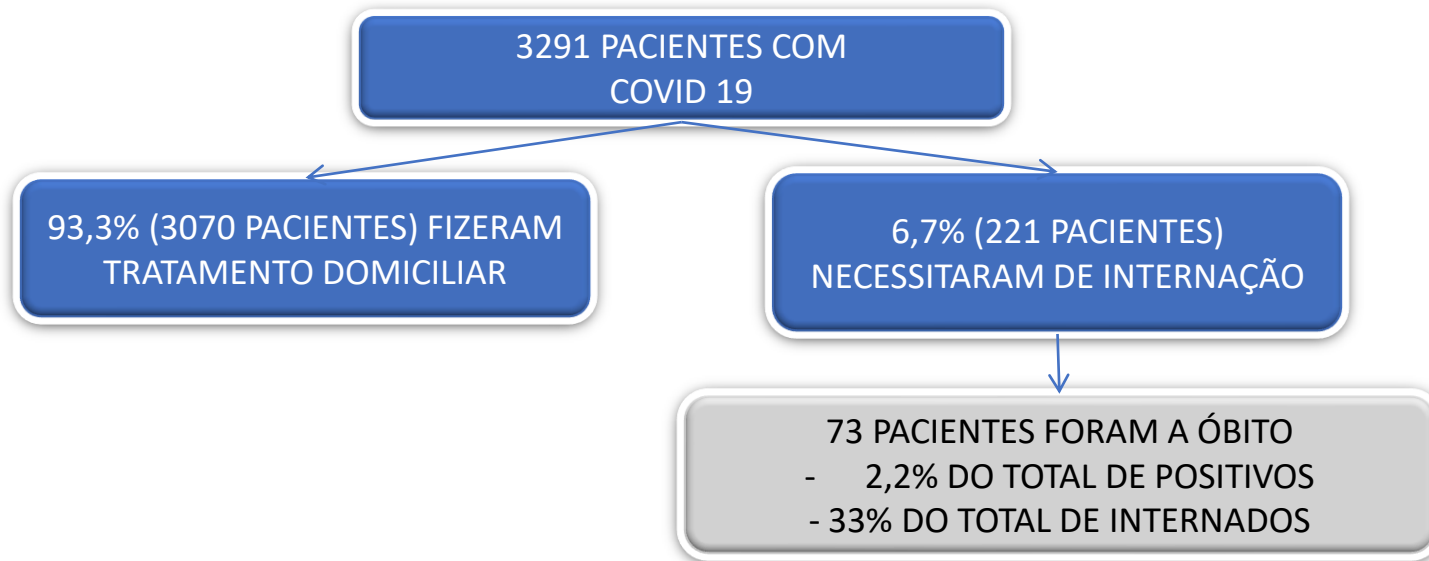 3291 PACIENTES COM
COVID 19
93,3% (3070 PACIENTES) FIZERAM
TRATAMENTO DOMICILIAR
6,7% (221 PACIENTES)
NECESSITARAM DE INTERNAÇÃO
73 PACIENTES FORAM A ÓBITO
- 2,2% DO TOTAL DE POSITIVOS
- 33% DO TOTAL DE INTERNADOS